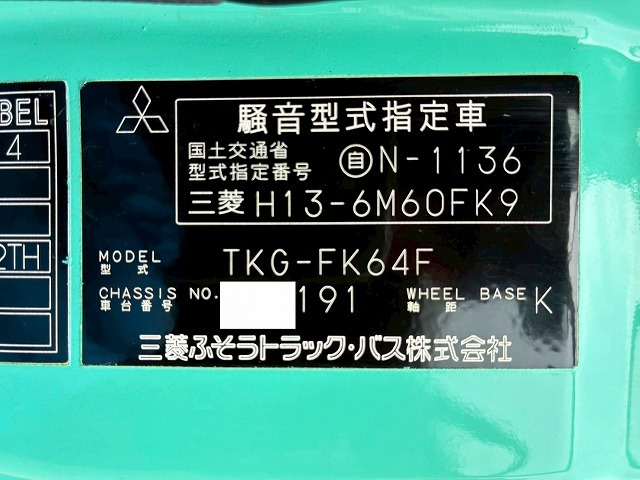 BEL
4
2TH
騒音型式指定車
国土交通省
型式指定番号 自N-1136
三菱 H13-6M60FK9
MODEL
型式 TKG-FK64F
CHASSIS NO. 191 WHEEL BASE K
車台番号 軸距
三菱ふそうトラック・バス株式会社